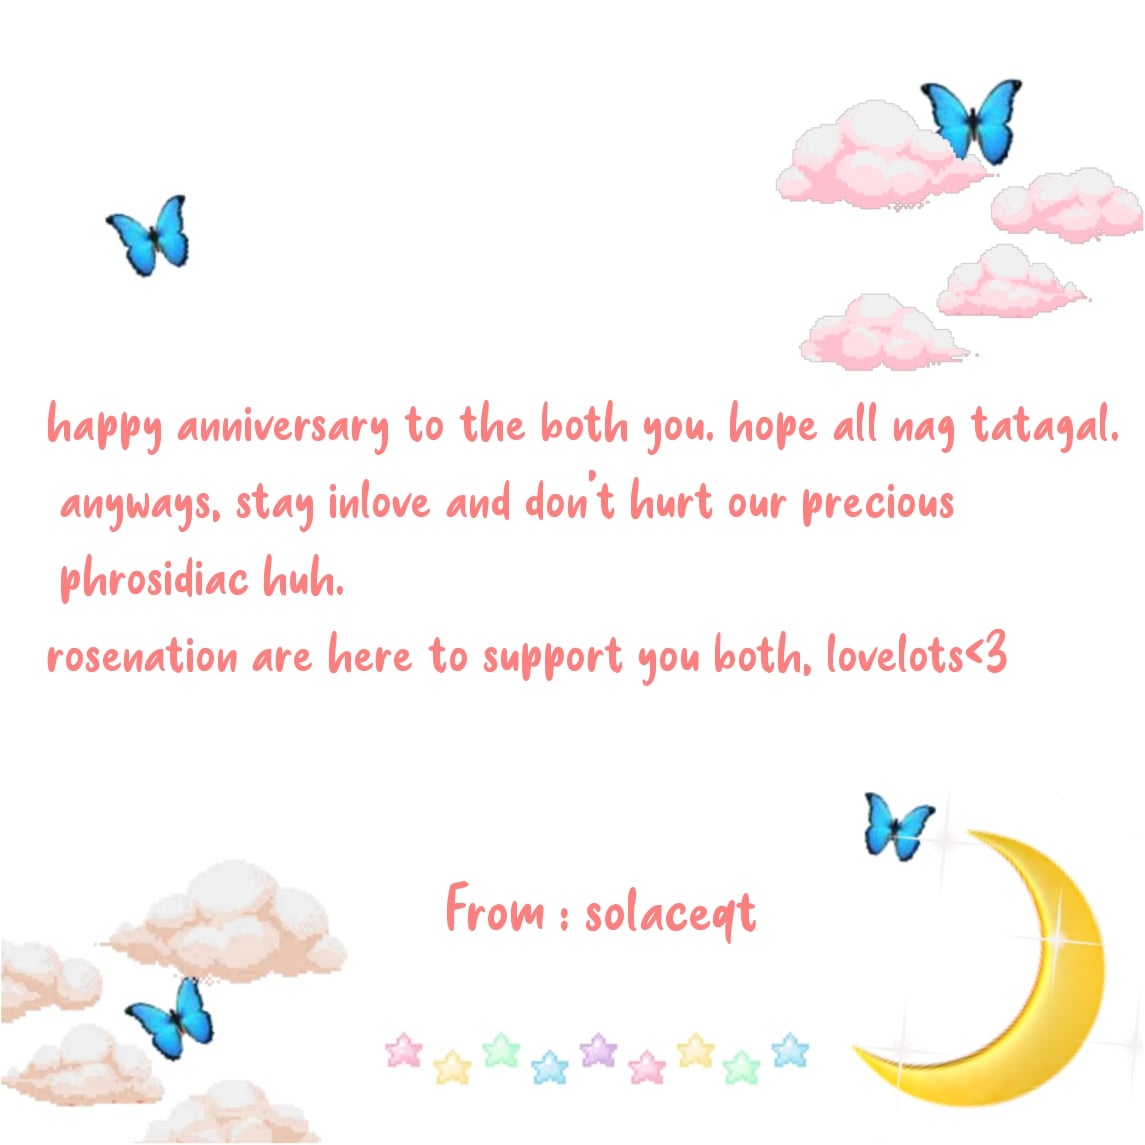 happy anniversary to the both you. hope all nag tatagal.
anyways, stay inlove and don't hurt our precious
phrosidiac huh.
rosenation are here to support you both, lovelots<3
From : solaceqt